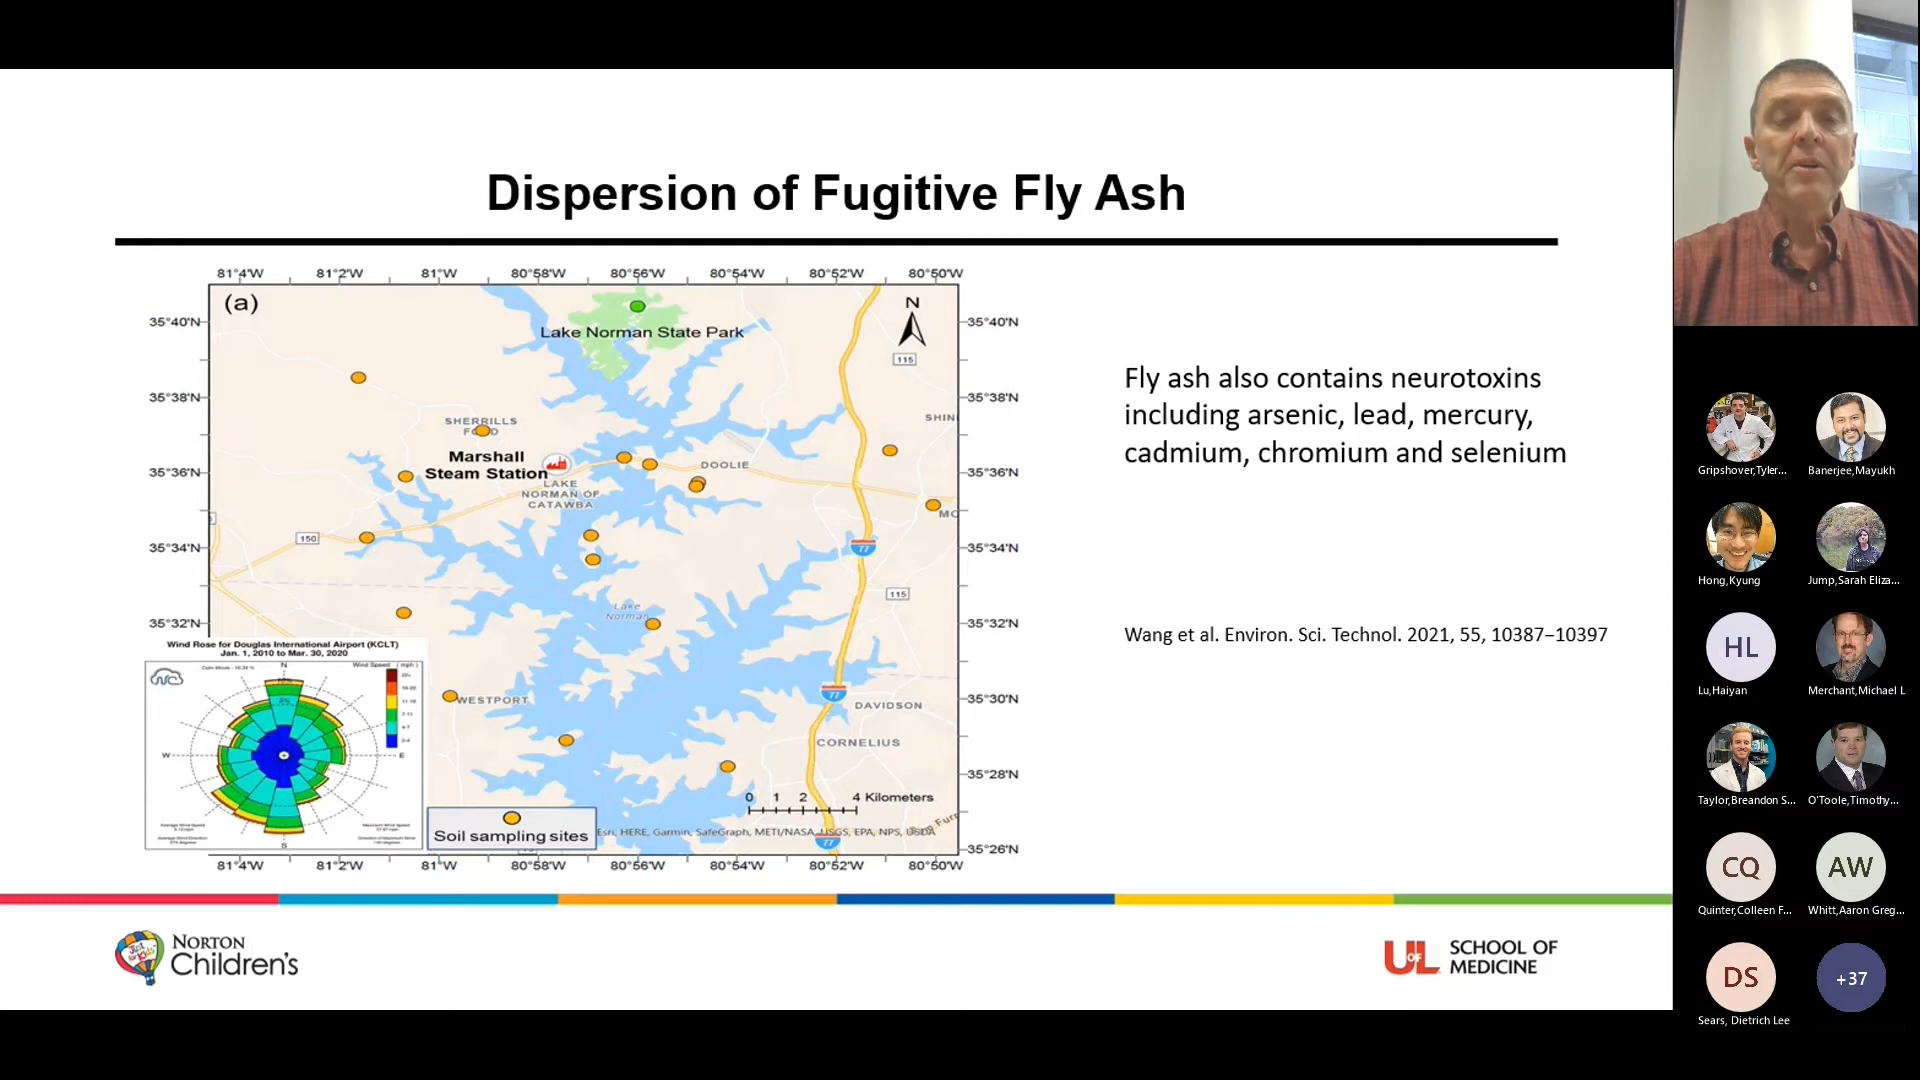 Dispersion of Fugitive Fly Ash
81°4'W 81°2'W 81°W 80°58'W 80°56'W 80°54'W 80°52'W 80°50'W
(a)
N
Lake Norman State Park
35°40'N 35°40'N
115
35°38'N 35°38'N
SHERRILLS
FORD
SHIN
Marshall
Steam Station
DOOLIE
35°36'N 35°36'N
LAKE
NORMAN OF
CATAWBA
MO
150
35°34'N 35°34'N
77
115
Lake
Norman
35°32'N 35°32'N
Wind Rose for Douglas International Airport (KCLT)
Jan. 1, 2010 to Mar. 30, 2020
N
Wind Speed (mph)
W E
S
WESTPORT
77
35°30'N
DAVIDSON
CORNELIUS
35°28'N
0 1 2 4 Kilometers
Soil sampling sites
Esri, HERE, Garmin, SafeGraph, METI/NASA, USGS, EPA, NPS, USDA
77
35°26'N
81°4'W 81°2'W 81°W 80°58'W 80°56'W 80°54'W 80°52'W 80°50'W
Fly ash also contains neurotoxins
including arsenic, lead, mercury,
cadmium, chromium and selenium
Wang et al. Environ. Sci. Technol. 2021, 55, 10387–10397
NORTON
Children's
UL
OF
SCHOOL OF
MEDICINE
Gripshover,Tyler... Banerjee,Mayukh
Hong,Kyung Jump,Sarah Eliza...
HL
Lu,Haiyan Merchant,Michael L
Taylor,Breandon S... O'Toole,Timothy...
CQ AW
Quinter,Colleen F... Whitt,Aaron Greg...
DS +37
Sears, Dietrich Lee